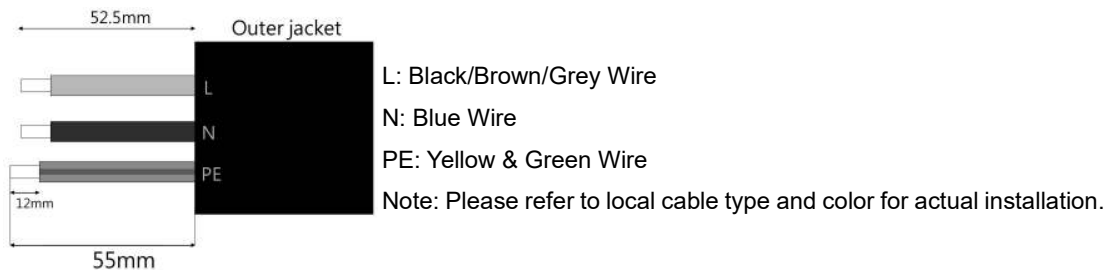 52.5mm
Outer jacket
L
L: Black/Brown/Grey Wire
N
N: Blue Wire
PE
PE: Yellow & Green Wire
12mm
Note: Please refer to local cable type and color for actual installation.
55mm